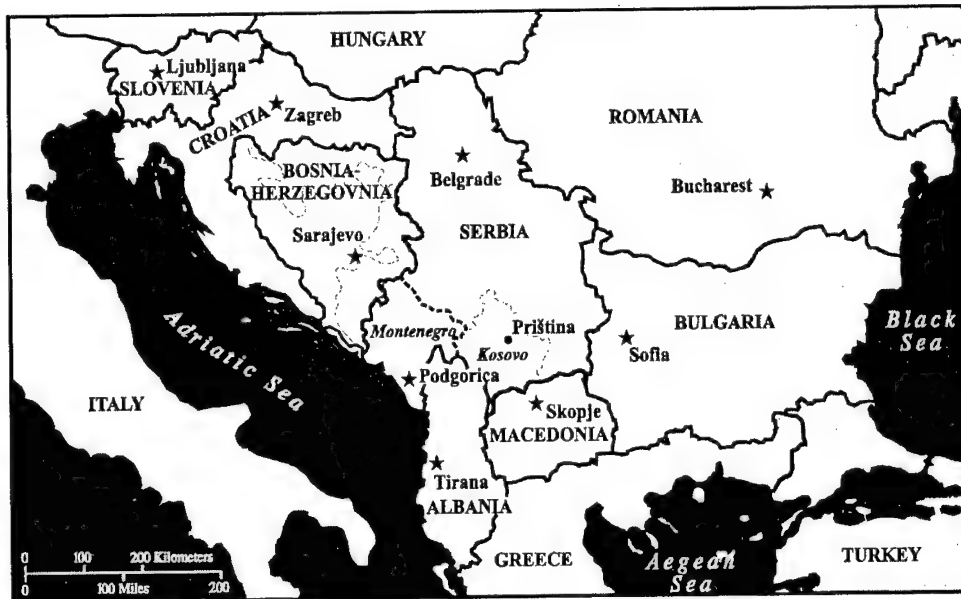 HUNGARY
Ljubljana
SLOVENIA
CROATIA
Zagreb
ROMANIA
BOSNIA-
HERZEGOVNIA
Belgrade
Bucharest
Sarajevo
SERBIA
Adriatic Sea
Montenegro
Priština
Kosovo
BULGARIA
Sofia
Black
Sea
Podgorica
ITALY
Skopje
MACEDONIA
Tirana
ALBANIA
GREECE
Aegean
Sea
TURKEY
0 100 200 Kilometers
0 100 Miles 200